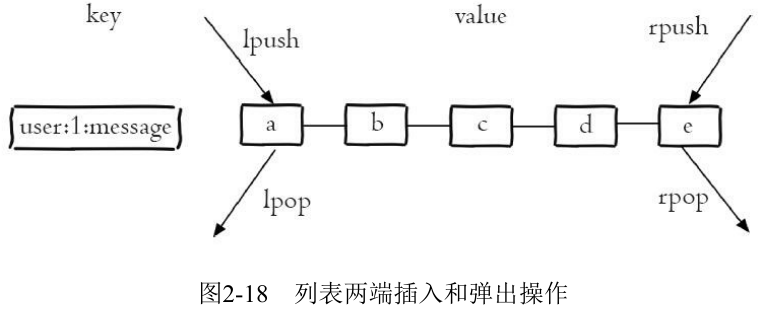 key
value
lpush
rpush
user:1:message
a
b
c
d
e
lpop
rpop
图2-18 列表两端插入和弹出操作